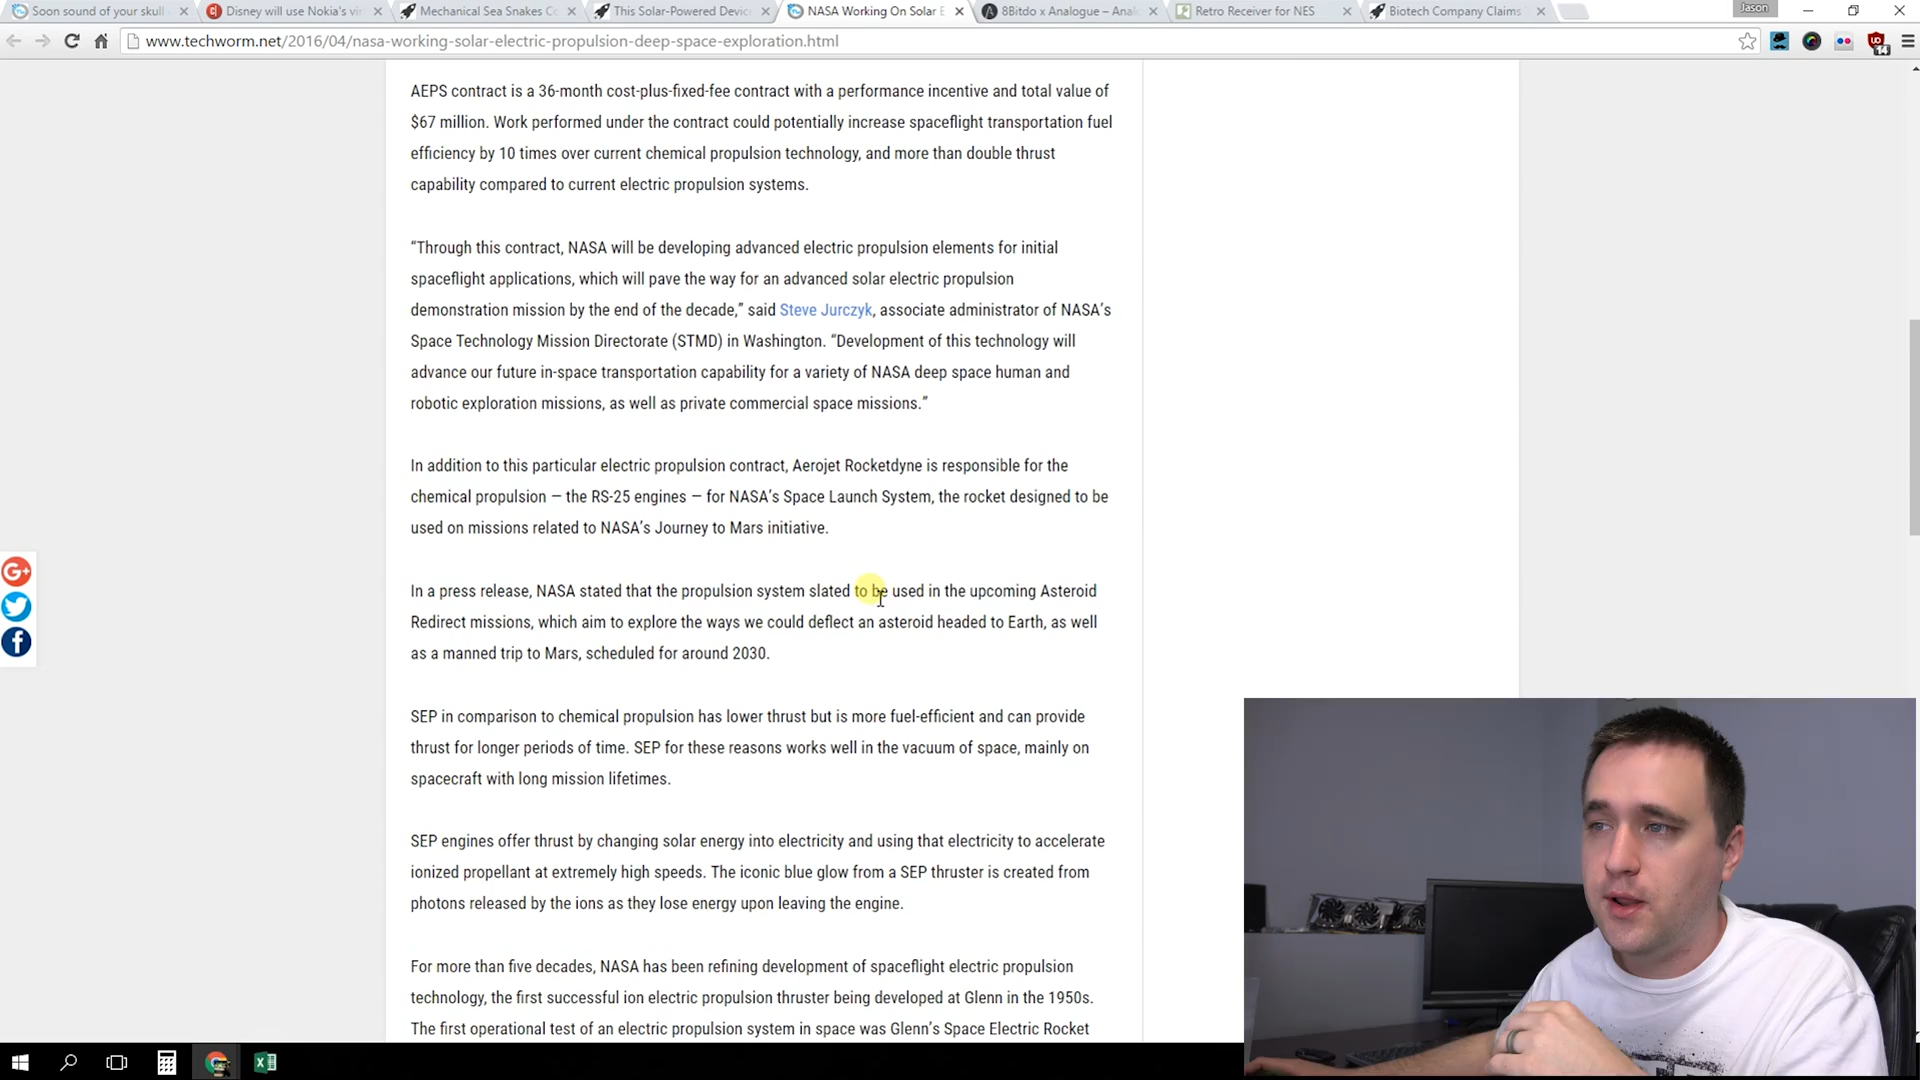 Soon sound of your skull
Disney will use Nokia's vi
Mechanical Sea Snakes C
This Solar-Powered Devic
NASA Working On Solar E
8Bitdo x Analogue – Anal
Retro Receiver for NES
Biotech Company Claims
Jason
www.techworm.net/2016/04/nasa-working-solar-electric-propulsion-deep-space-exploration.html
14
AEPS contract is a 36-month cost-plus-fixed-fee contract with a performance incentive and total value of
$67 million. Work performed under the contract could potentially increase spaceflight transportation fuel
efficiency by 10 times over current chemical propulsion technology, and more than double thrust
capability compared to current electric propulsion systems.
“Through this contract, NASA will be developing advanced electric propulsion elements for initial
spaceflight applications, which will pave the way for an advanced solar electric propulsion
demonstration mission by the end of the decade,” said Steve Jurczyk, associate administrator of NASA’s
Space Technology Mission Directorate (STMD) in Washington. “Development of this technology will
advance our future in-space transportation capability for a variety of NASA deep space human and
robotic exploration missions, as well as private commercial space missions.”
In addition to this particular electric propulsion contract, Aerojet Rocketdyne is responsible for the
chemical propulsion — the RS-25 engines — for NASA’s Space Launch System, the rocket designed to be
used on missions related to NASA’s Journey to Mars initiative.
In a press release, NASA stated that the propulsion system slated to be used in the upcoming Asteroid
Redirect missions, which aim to explore the ways we could deflect an asteroid headed to Earth, as well
as a manned trip to Mars, scheduled for around 2030.
SEP in comparison to chemical propulsion has lower thrust but is more fuel-efficient and can provide
thrust for longer periods of time. SEP for these reasons works well in the vacuum of space, mainly on
spacecraft with long mission lifetimes.
SEP engines offer thrust by changing solar energy into electricity and using that electricity to accelerate
ionized propellant at extremely high speeds. The iconic blue glow from a SEP thruster is created from
photons released by the ions as they lose energy upon leaving the engine.
For more than five decades, NASA has been refining development of spaceflight electric propulsion
technology, the first successful ion electric propulsion thruster being developed at Glenn in the 1950s.
The first operational test of an electric propulsion system in space was Glenn’s Space Electric Rocket